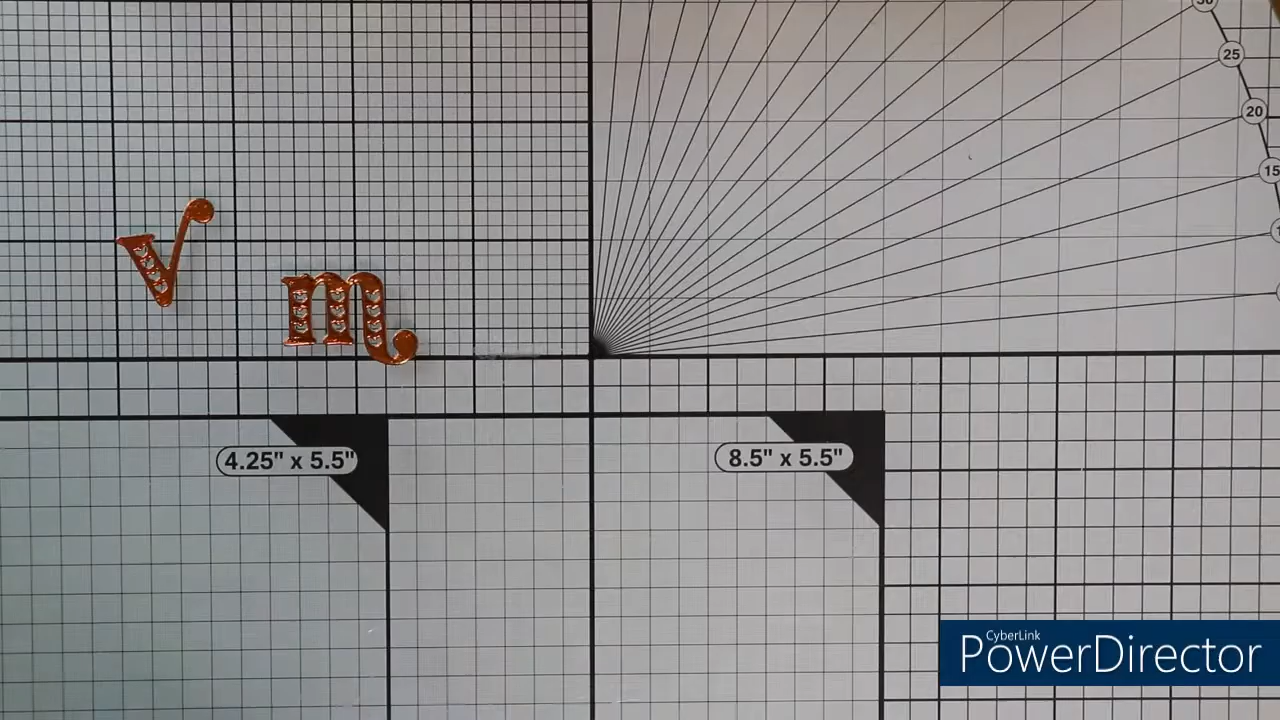 30
25
20
15
v
m
4.25" x 5.5"
8.5" x 5.5"
CyberLink
PowerDirector